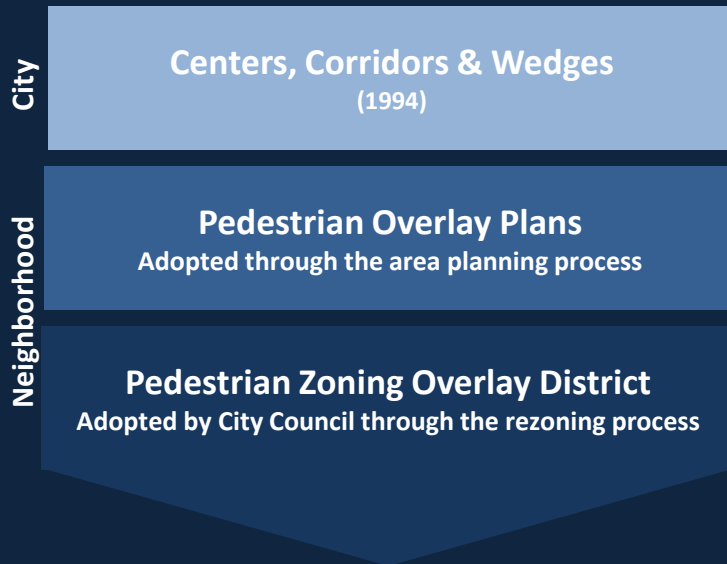 City
Centers, Corridors & Wedges
(1994)
Neighborhood
Pedestrian Overlay Plans
Adopted through the area planning process
Pedestrian Zoning Overlay District
Adopted by City Council through the rezoning process